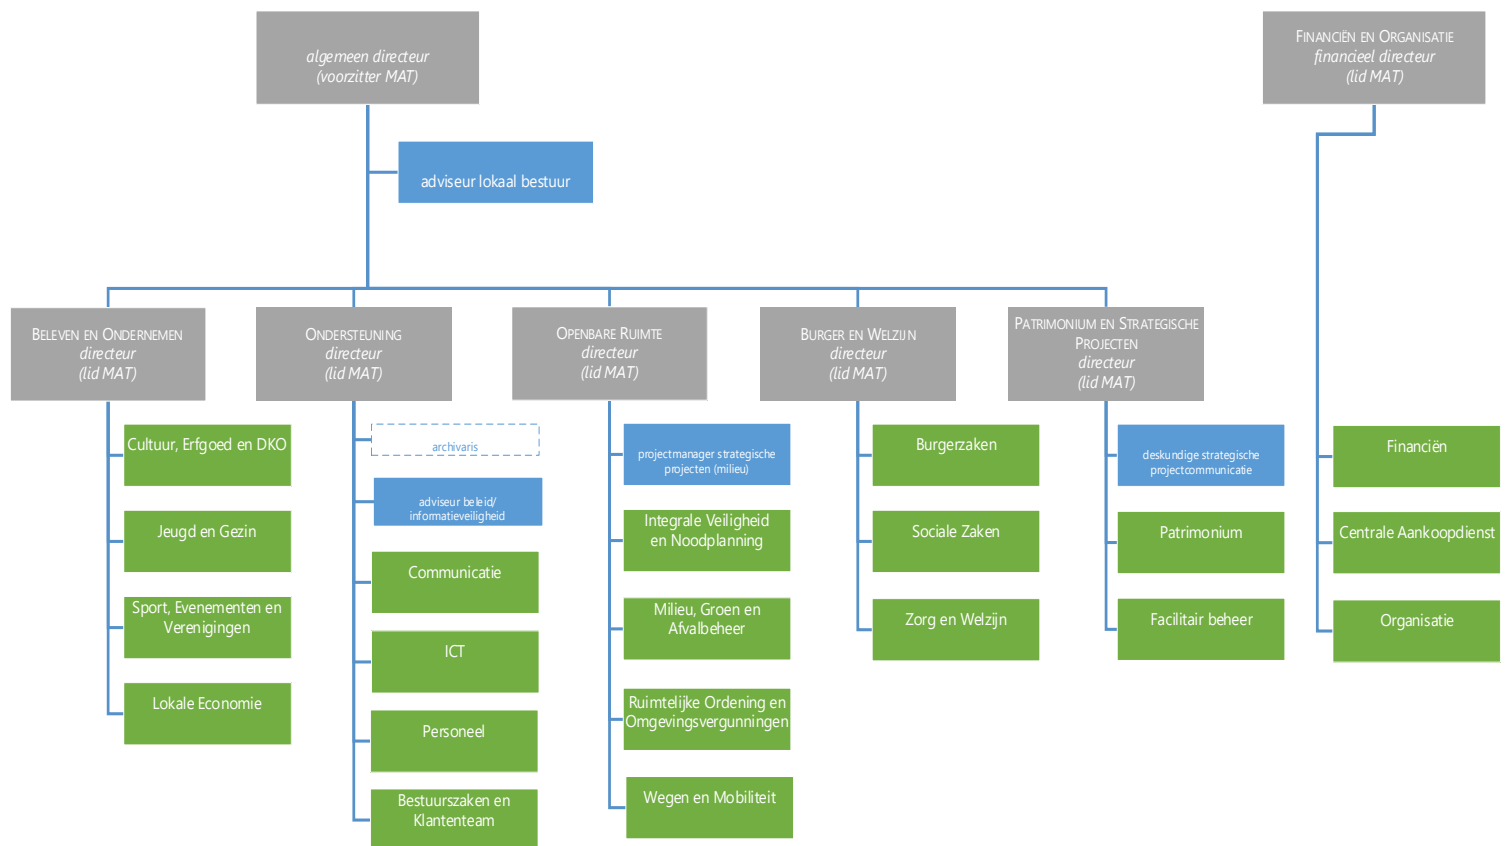 algemeen directeur
(voorzitter MAT)
FINANCIËN EN ORGANISATIE
financieel directeur
(lid MAT)
adviseur lokaal bestuur
BELEVEN EN ONDERNEMEN
directeur
(lid MAT)
ONDERSTEUNING
directeur
(lid MAT)
OPENBARE RUIMTE
directeur
(lid MAT)
BURGER EN WELZIJN
directeur
(lid MAT)
PATRIMONIUM EN STRATEGISCHE
PROJECTEN
directeur
(lid MAT)
Cultuur, Erfgoed en DKO
Jeugd en Gezin
Sport, Evenementen en
Verenigingen
Lokale Economie
archivaris
adviseur beleid/
informatieveiligheid
Communicatie
ICT
Personeel
Bestuurszaken en
Klantenteam
projectmanager strategische
projecten (milieu)
Integrale Veiligheid
en Noodplanning
Milieu, Groen en
Afvalbeheer
Ruimtelijke Ordening en
Omgevingsvergunningen
Wegen en Mobiliteit
Burgerzaken
Sociale Zaken
Zorg en Welzijn
deskundige strategische
projectcommunicatie
Patrimonium
Facilitair beheer
Financiën
Centrale Aankoopdienst
Organisatie